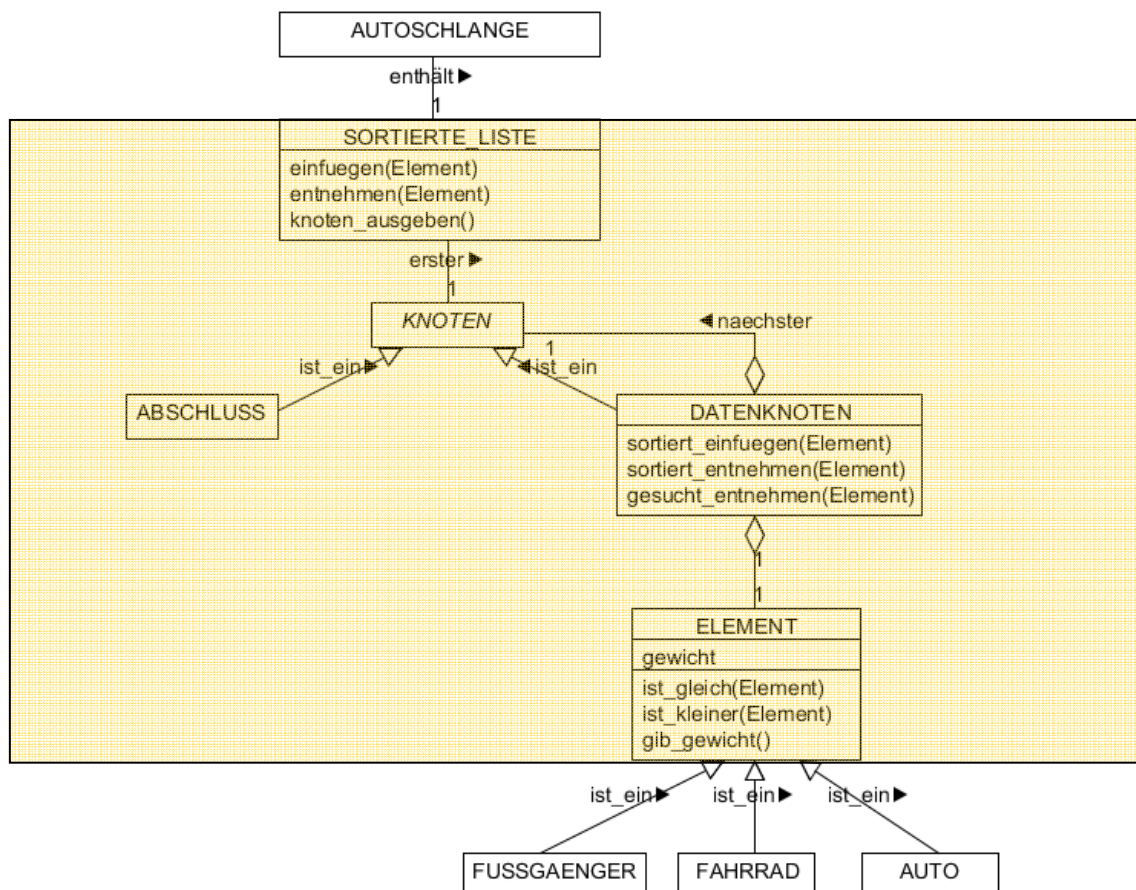 AUTOSCHLANGE
enthält ►
1
SORTIERTE_LISTE
einfuegen(Element)
entnehmen(Element)
knoten_ausgeben()
erster ►
1
KNOTEN
◄ naechster
1
ist_ein ►
◄ ist_ein
ABSCHLUSS
DATENKNOTEN
sortiert_einfuegen(Element)
sortiert_entnehmen(Element)
gesucht_entnehmen(Element)
1
1
ELEMENT
gewicht
ist_gleich(Element)
ist_kleiner(Element)
gib_gewicht()
ist_ein ► ist_ein ► ist_ein ►
FUSSGAENGER FAHRRAD AUTO